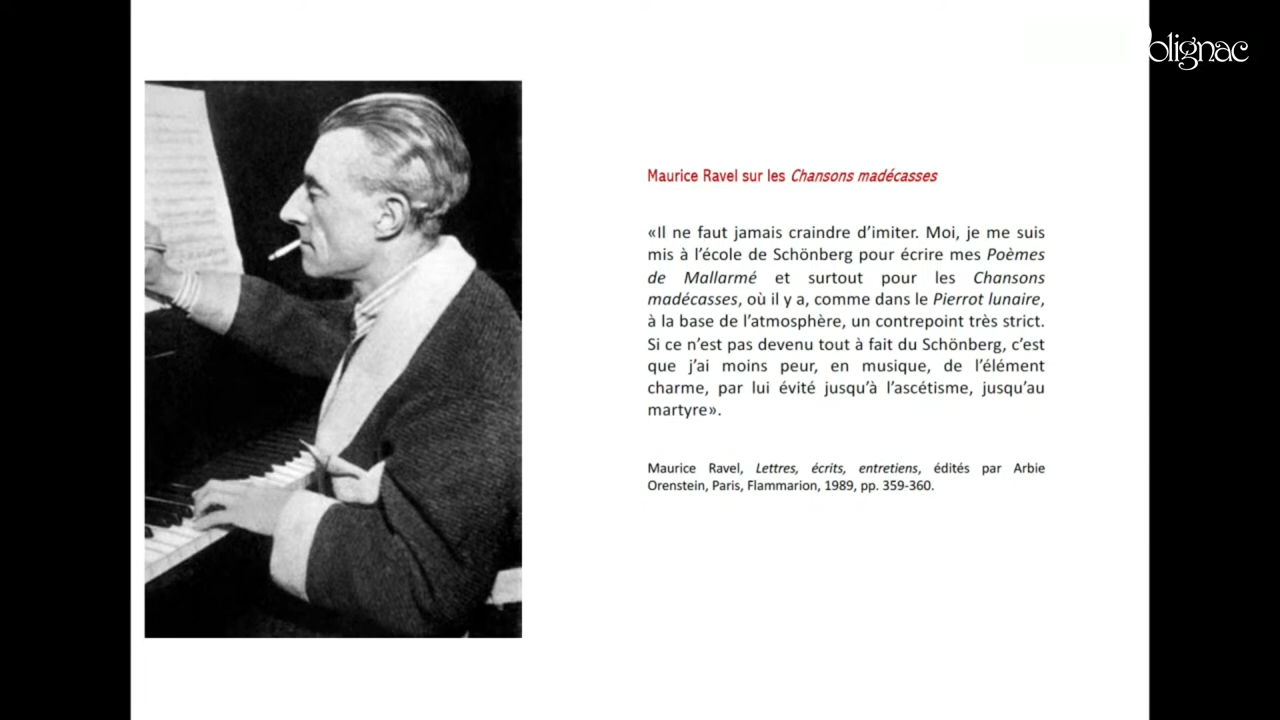 olignac
Maurice Ravel sur les Chansons madécasses
«Il ne faut jamais craindre d’imiter. Moi, je me suis
mis à l’école de Schönberg pour écrire mes Poèmes
de Mallarmé et surtout pour les Chansons
madécasses, où il y a, comme dans le Pierrot lunaire,
à la base de l’atmosphère, un contrepoint très strict.
Si ce n’est pas devenu tout à fait du Schönberg, c’est
que j’ai moins peur, en musique, de l’élément
charme, par lui évité jusqu’à l’ascétisme, jusqu’au
martyre».
Maurice Ravel, Lettres, écrits, entretiens, édités par Arbie
Orenstein, Paris, Flammarion, 1989, pp. 359-360.